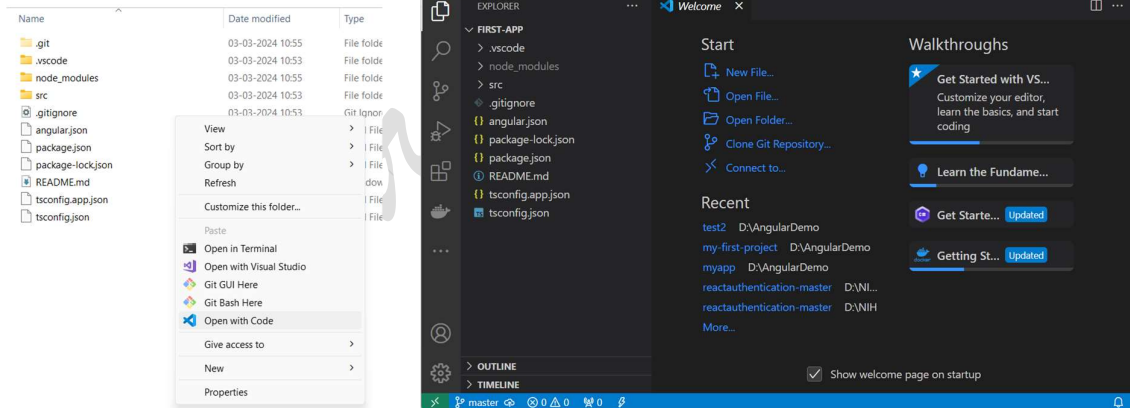 Name Date modified Type
.git 03-03-2024 10:55 File folde
.vscode 03-03-2024 10:53 File folde
node_modules 03-03-2024 10:55 File folde
src 03-03-2024 10:53 File folde
.gitignore 03-03-2024 10:53 Git Ignor
angular.json
package.json
package-lock.json
README.md
tsconfig.app.json
tsconfig.json
View
Sort by
Group by
Refresh
Customize this folder...
Paste
Open in Terminal
Open with Visual Studio
Git GUI Here
Git Bash Here
Open with Code
Give access to
New
Properties
EXPLORER
FIRST-APP
.vscode
node_modules
src
.gitignore
angular.json
package-lock.json
package.json
README.md
tsconfig.app.json
tsconfig.json
OUTLINE
TIMELINE
Welcome
Start
New File...
Open File...
Open Folder...
Clone Git Repository...
Connect to...
Recent
test2 D:\AngularDemo
my-first-project D:\AngularDemo
myapp D:\AngularDemo
reactauthentication-master D:\NI...
reactauthentication-master D:\NIH
More...
Walkthroughs
Get Started with VS...
Customize your editor,
learn the basics, and start
coding
Learn the Fundame...
Get Starte... Updated
Getting St... Updated
Show welcome page on startup
master 0 0 0